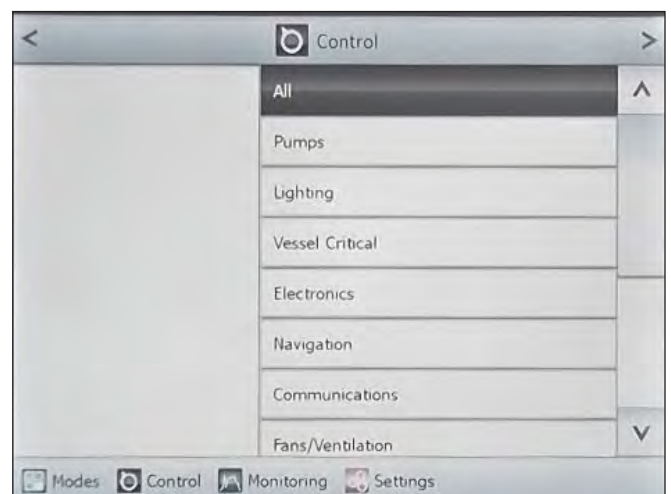 Control
All
Pumps
Lighting
Vessel Critical
Electronics
Navigation
Communications
Fans/Ventilation
Modes Control Monitoring Settings